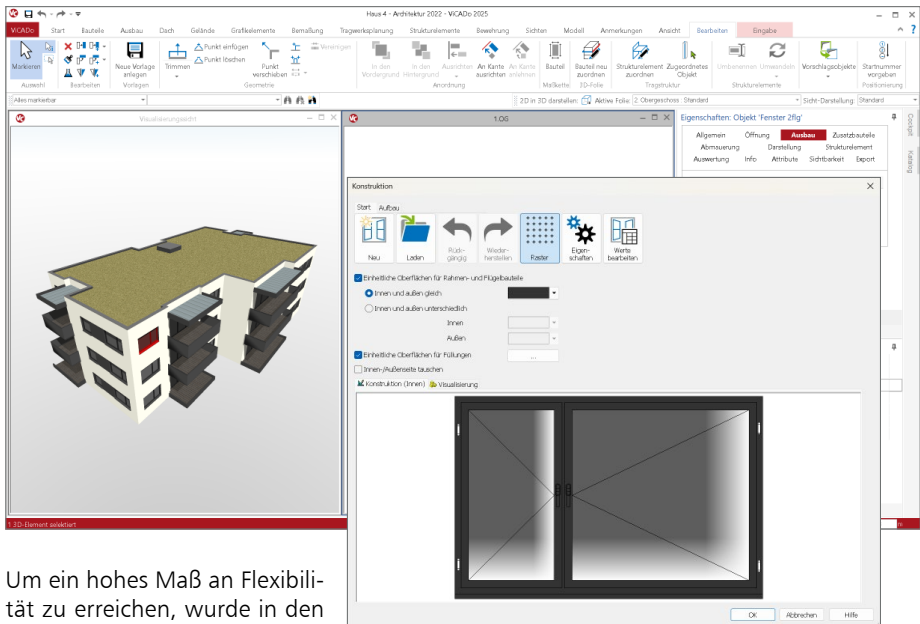 Haus 4 - Architektur 2022 - ViCADo 2025
ViCADo Start Bauteile Ausbau Dach Gelände Grafikelemente Bemaßung Tragwerksplanung Strukturelemente Bewehrung Sichten Modell Anmerkungen Ansicht Bearbeiten Eingabe
Markieren
Neue Vorlage anlegen
Trimmen
Punkt einfügen
Punkt löschen
Punkt verschieben
Vereinigen
In den Vordergrund
In den Hintergrund
Ausrichten
An Kante ausrichten
An Kante anlehnen
Bauteil
Bauteil neu zuordnen
Strukturelement zuordnen
Zugeordnetes Objekt
Umbenennen
Umwandeln
Vorschlagsobjekte
Startnummer vorgeben
Auswahl Bearbeiten Vorlagen Geometrie Anordnung Maßkette 3D-Folie Tragstruktur Strukturelemente Positionierung
Alles markierbar
2D in 3D darstellen: Aktive Folie: 2. Obergeschoss : Standard Sicht-Darstellung: Standard
Visualisierungssicht
1.OG
Eigenschaften: Objekt 'Fenster 2flg'
Allgemein Öffnung Ausbau Zusatzbauteile
Abmauerung Darstellung Strukturelement
Auswertung Info Attribute Sichtbarkeit Export
Cockpit
Katalog
Konstruktion
Start Aufbau
Neu
Laden
Rück-gängig
Wieder-herstellen
Raster
Eigen-schaften
Werte bearbeiten
Einheitliche Oberflächen für Rahmen- und Flügelbauteile
Innen und außen gleich
Innen und außen unterschiedlich
Innen
Außen
Einheitliche Oberflächen für Füllungen ...
Innen-/Außenseite tauschen
Konstruktion (Innen) Visualisierung
OK Abbrechen Hilfe
1 3D-Element selektiert
m
Um ein hohes Maß an Flexibili-
tät zu erreichen, wurde in den